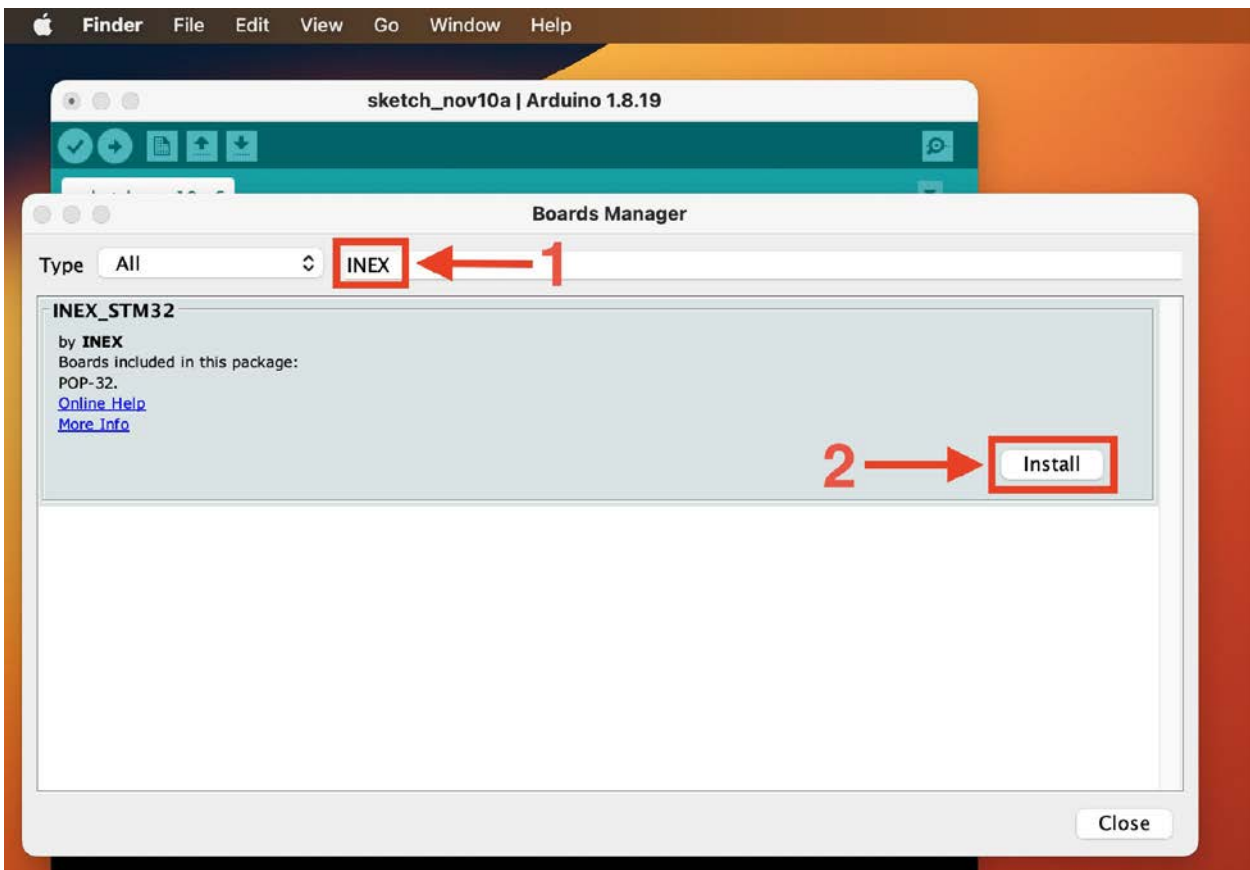 Finder File Edit View Go Window Help
sketch_nov10a | Arduino 1.8.19
Boards Manager
Type All INEX 1
INEX_STM32
by INEX
Boards included in this package:
POP-32.
Online Help
More Info
2 Install
Close